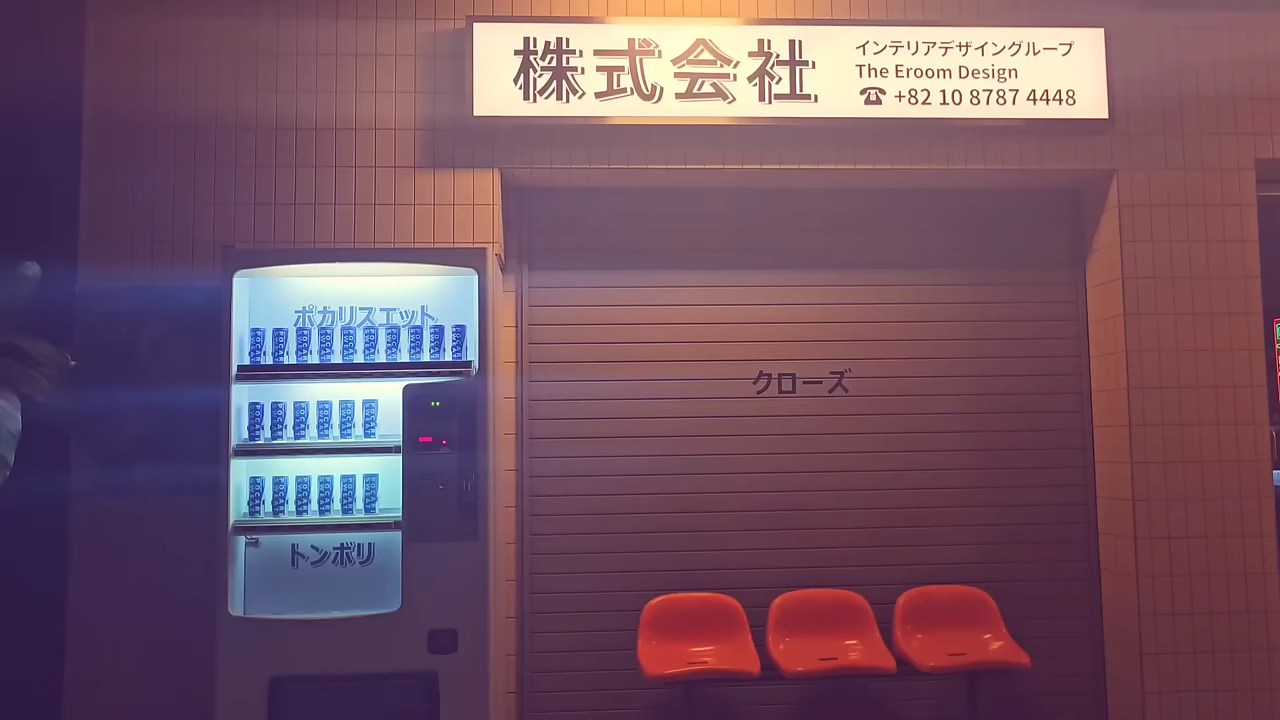 株式会社
インテリアデザイングループ
The Eroom Design
☎ +82 10 8787 4448
ポカリスエット
POCARI SWEAT
クローズ
トンボリ